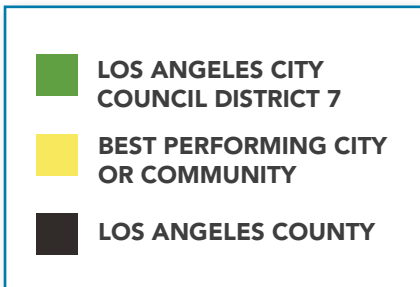 LOS ANGELES CITY
COUNCIL DISTRICT 7
BEST PERFORMING CITY
OR COMMUNITY
LOS ANGELES COUNTY